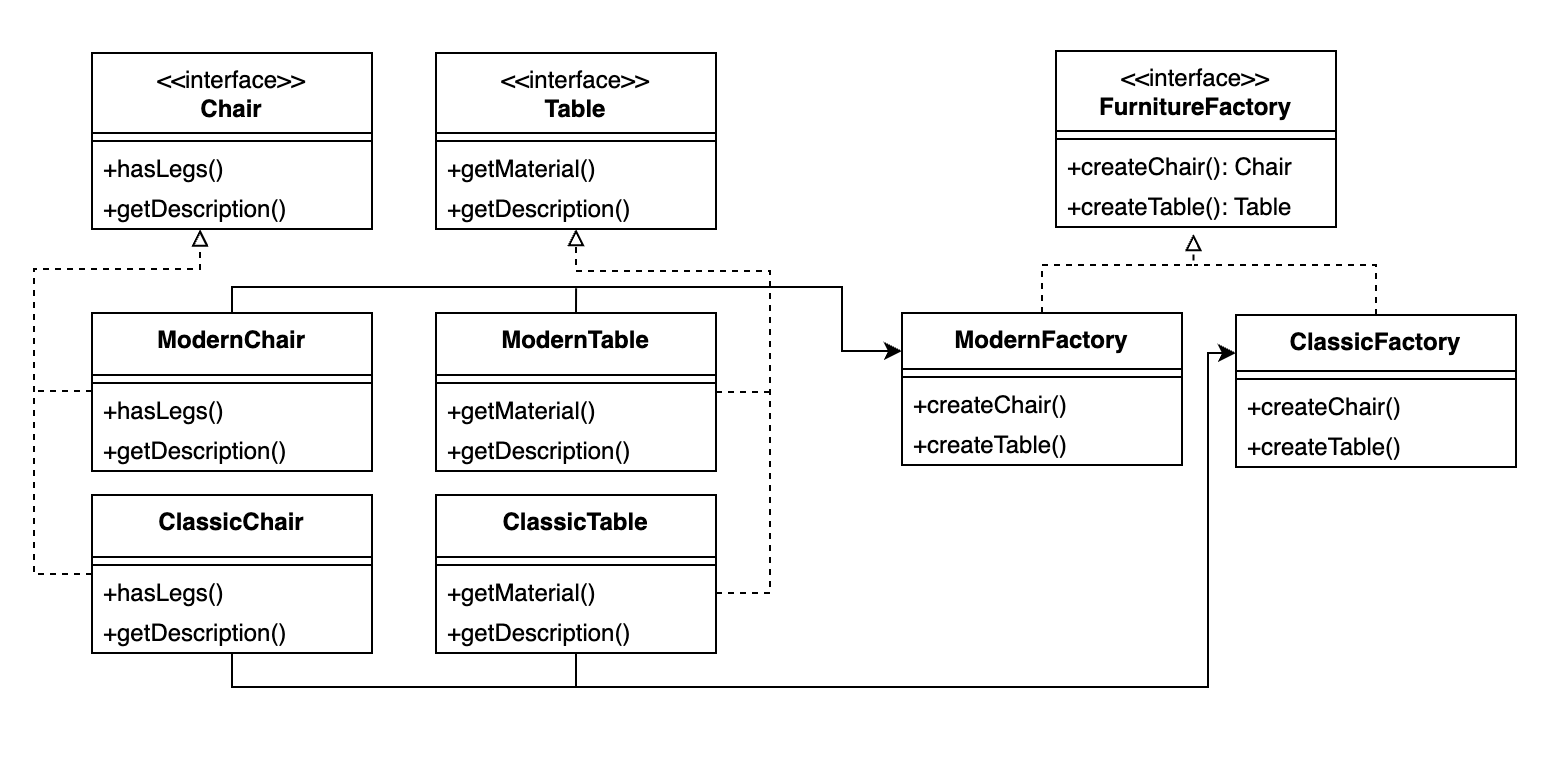 <<interface>>
Chair
+hasLegs()
+getDescription()
<<interface>>
Table
+getMaterial()
+getDescription()
<<interface>>
FurnitureFactory
+createChair(): Chair
+createTable(): Table
ModernChair
+hasLegs()
+getDescription()
ModernTable
+getMaterial()
+getDescription()
ModernFactory
+createChair()
+createTable()
ClassicFactory
+createChair()
+createTable()
ClassicChair
+hasLegs()
+getDescription()
ClassicTable
+getMaterial()
+getDescription()